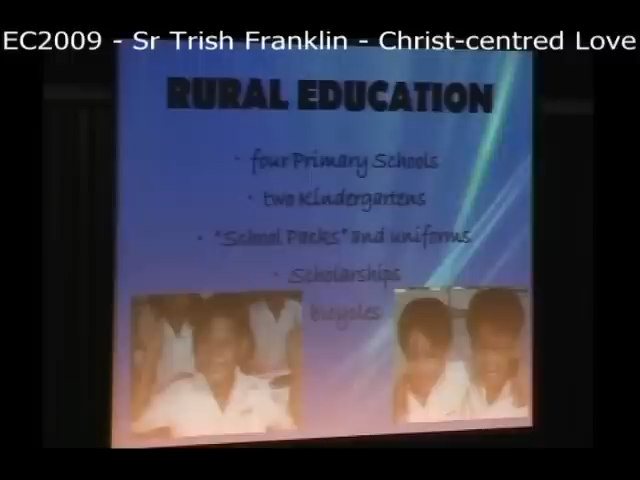 EC2009 - Sr Trish Franklin - Christ-centred Love
RURAL EDUCATION
· four Primary Schools
· two Kindergartens
· "School Packs" and uniforms
· Scholarships
bicycles